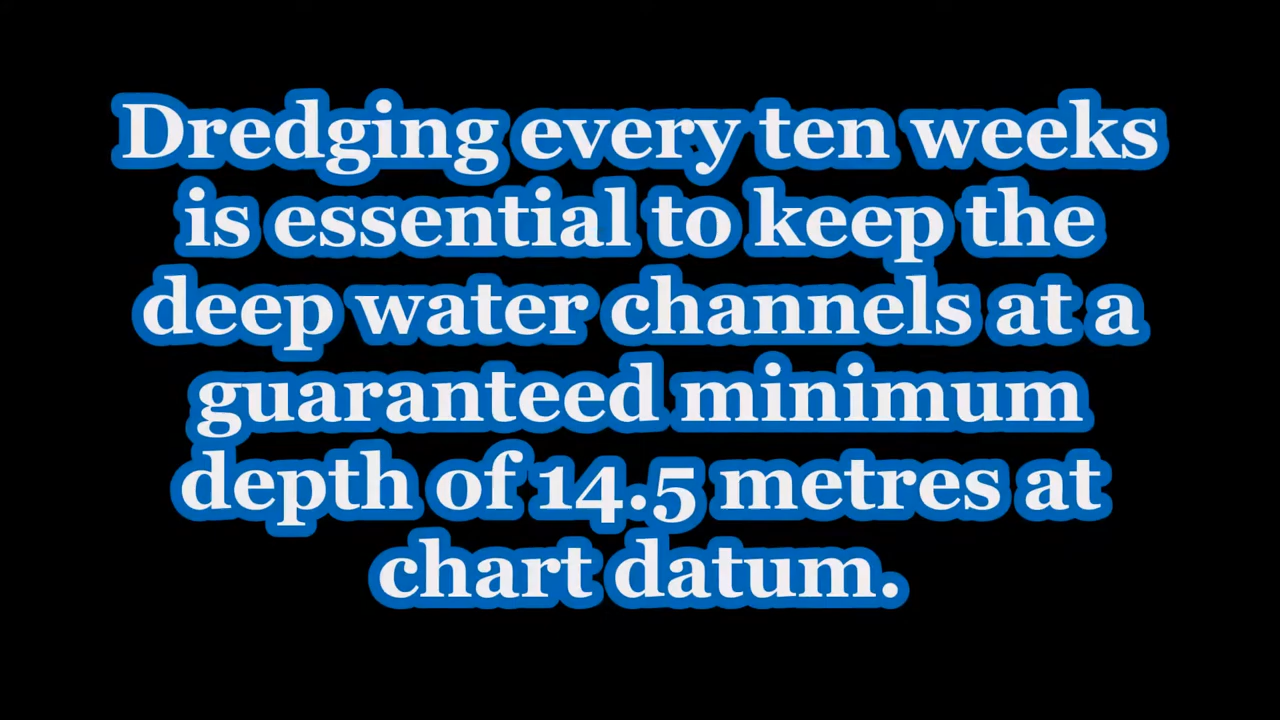 Dredging every ten weeks
is essential to keep the
deep water channels at a
guaranteed minimum
depth of 14.5 metres at
chart datum.